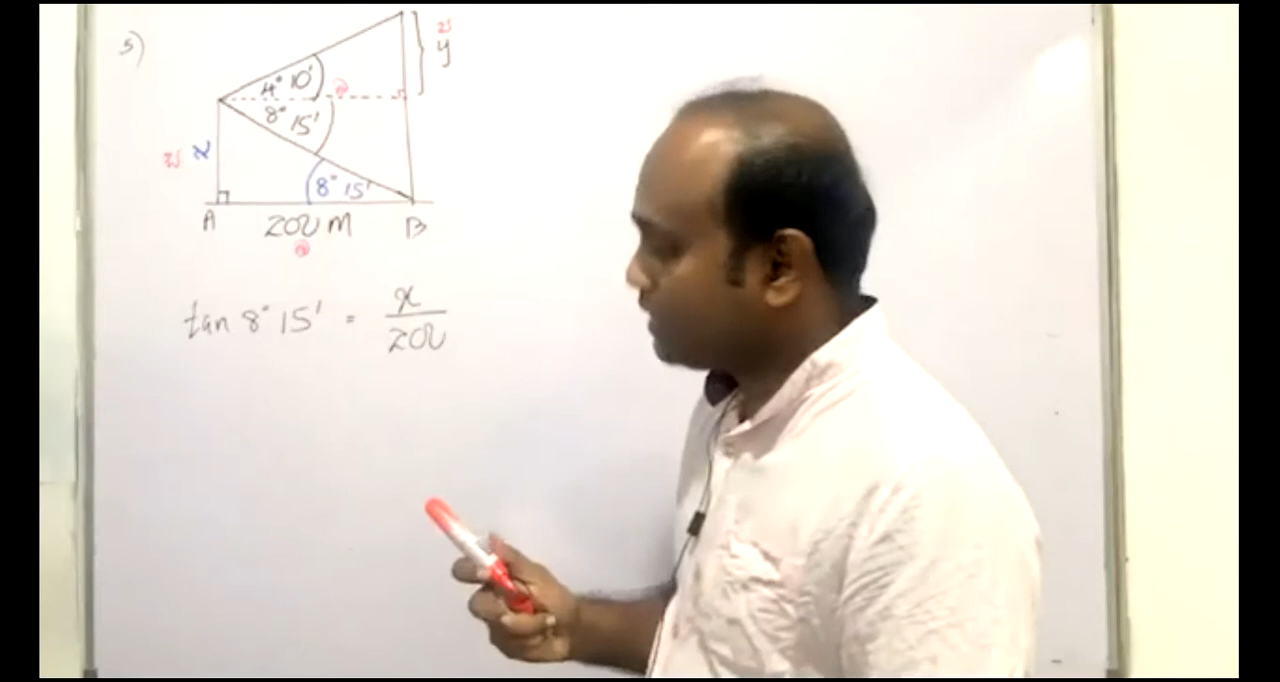 5)
y
4° 10'
8° 15'
x
8° 15'
A 200 m B
tan 8° 15' = x / 200